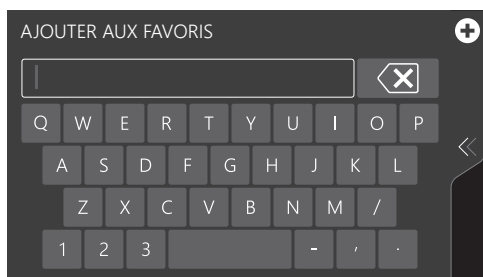 AJOUTER AUX FAVORIS
Q W E R T Y U I O P
A S D F G H J K L
Z X C V B N M /
1 2 3 - , .